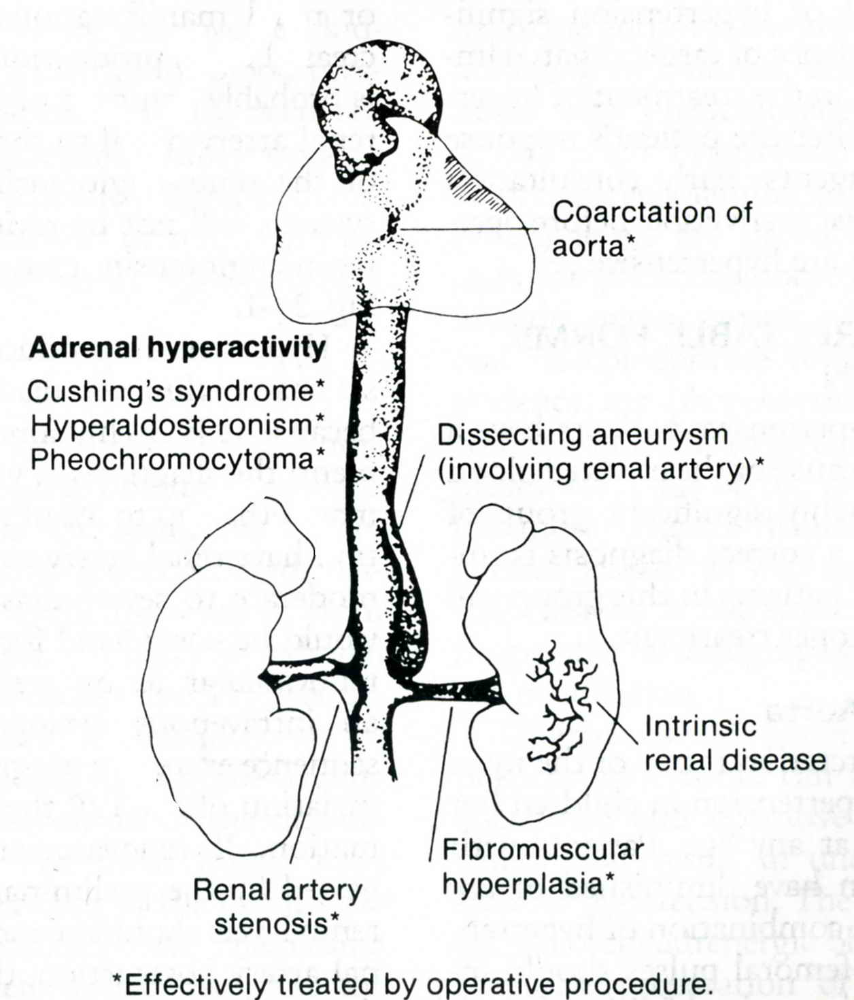 Coarctation of
aorta*
Adrenal hyperactivity
Cushing's syndrome*
Hyperaldosteronism*
Pheochromocytoma*
Dissecting aneurysm
(involving renal artery)*
Intrinsic
renal disease
Fibromuscular
hyperplasia*
Renal artery
stenosis*
*Effectively treated by operative procedure.